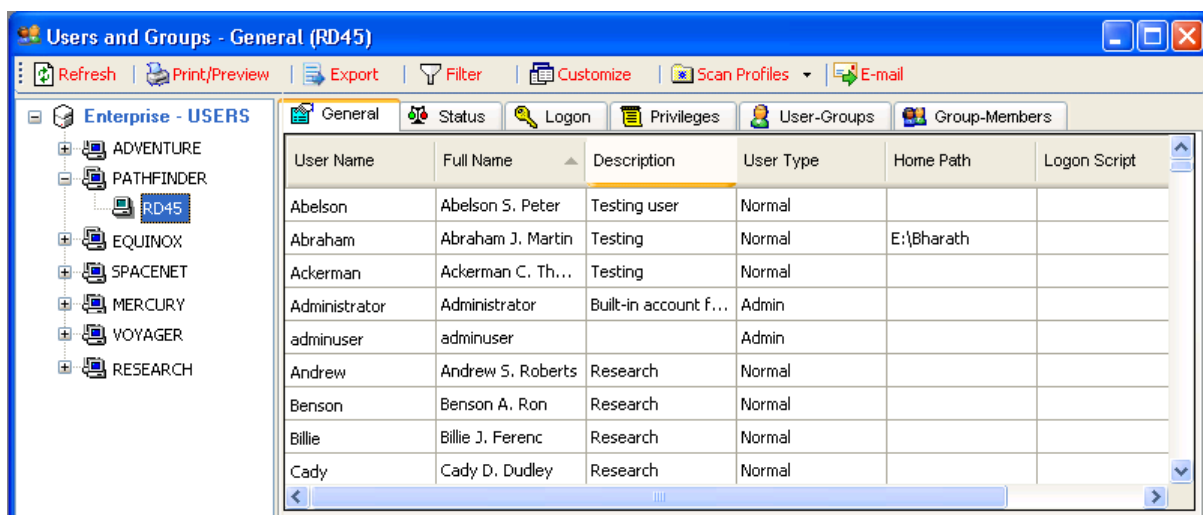 Users and Groups - General (RD45)
Refresh Print/Preview Export Filter Customize Scan Profiles E-mail
Enterprise - USERS
ADVENTURE
PATHFINDER
RD45
EQUINOX
SPACENET
MERCURY
VOYAGER
RESEARCH
General Status Logon Privileges User-Groups Group-Members
User Name Full Name Description User Type Home Path Logon Script
Abelson Abelson S. Peter Testing user Normal
Abraham Abraham J. Martin Testing Normal E:\Bharath
Ackerman Ackerman C. Th... Testing Normal
Administrator Administrator Built-in account f... Admin
adminuser adminuser Admin
Andrew Andrew S. Roberts Research Normal
Benson Benson A. Ron Research Normal
Billie Billie J. Ferenc Research Normal
Cady Cady D. Dudley Research Normal